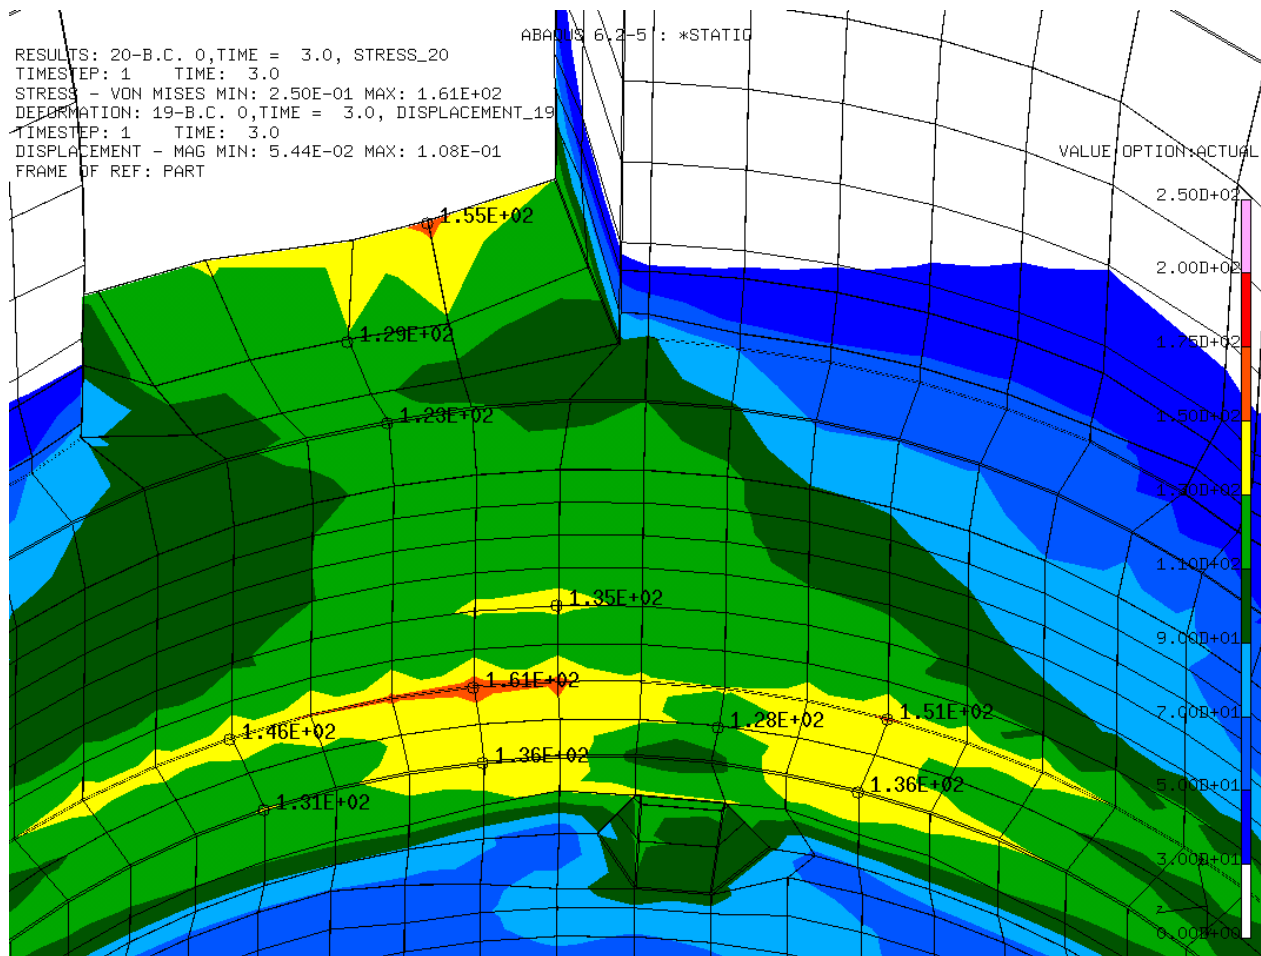 ABAQUS 6.2-5 : *STATIC
RESULTS: 20-B.C. 0,TIME =  3.0, STRESS_20
TIMESTEP: 1    TIME:  3.0
STRESS - VON MISES MIN: 2.50E-01 MAX: 1.61E+02
DEFORMATION: 19-B.C. 0,TIME =  3.0, DISPLACEMENT_19
TIMESTEP: 1    TIME:  3.0
DISPLACEMENT - MAG MIN: 5.44E-02 MAX: 1.08E-01
FRAME OF REF: PART
VALUE OPTION:ACTUAL
2.50D+02
2.00D+02
1.75D+02
1.50D+02
1.30D+02
1.10D+02
9.00D+01
7.00D+01
5.00D+01
3.00D+01
Z
0.00D+00
1.55E+02
1.29E+02
1.23E+02
1.35E+02
1.61E+02
1.46E+02
1.51E+02
1.28E+02
1.36E+02
1.36E+02
1.31E+02